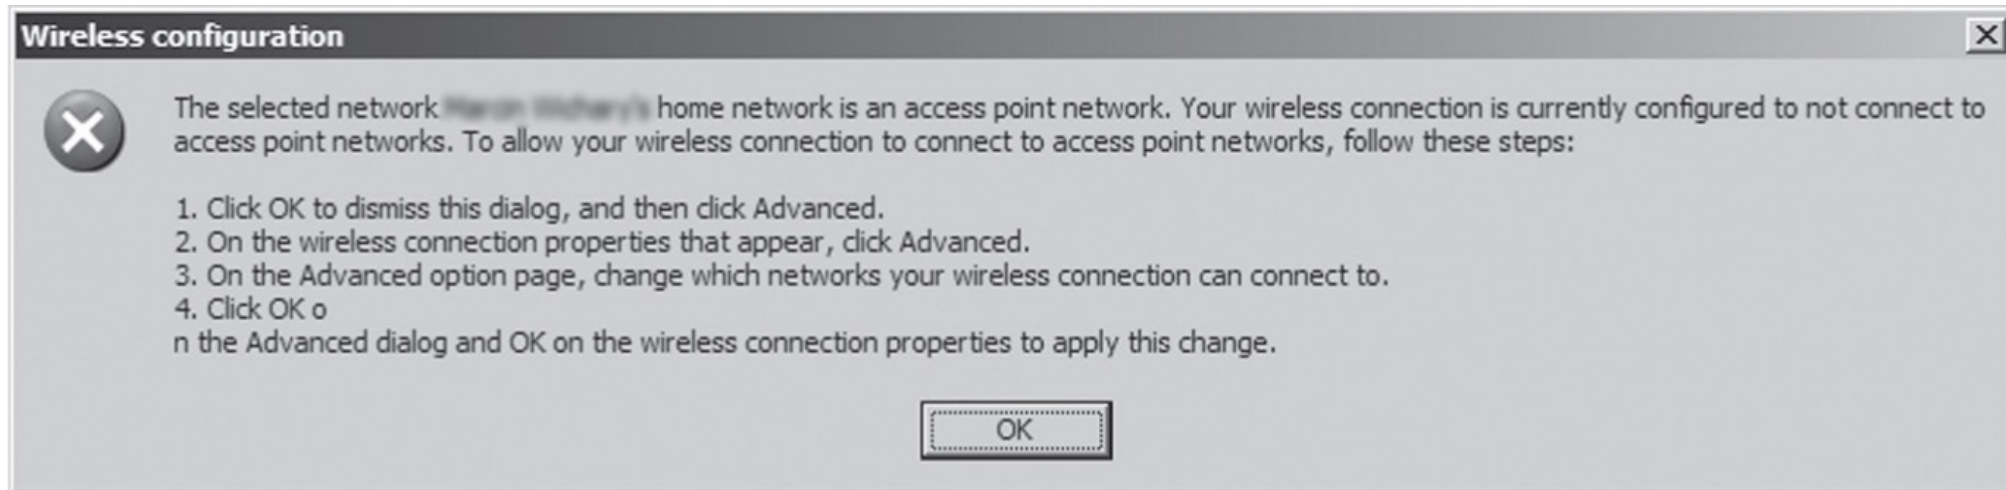 Wireless configuration
The selected network home network is an access point network. Your wireless connection is currently configured to not connect to
access point networks. To allow your wireless connection to connect to access point networks, follow these steps:
1. Click OK to dismiss this dialog, and then click Advanced.
2. On the wireless connection properties that appear, click Advanced.
3. On the Advanced option page, change which networks your wireless connection can connect to.
4. Click OK o
n the Advanced dialog and OK on the wireless connection properties to apply this change.
OK